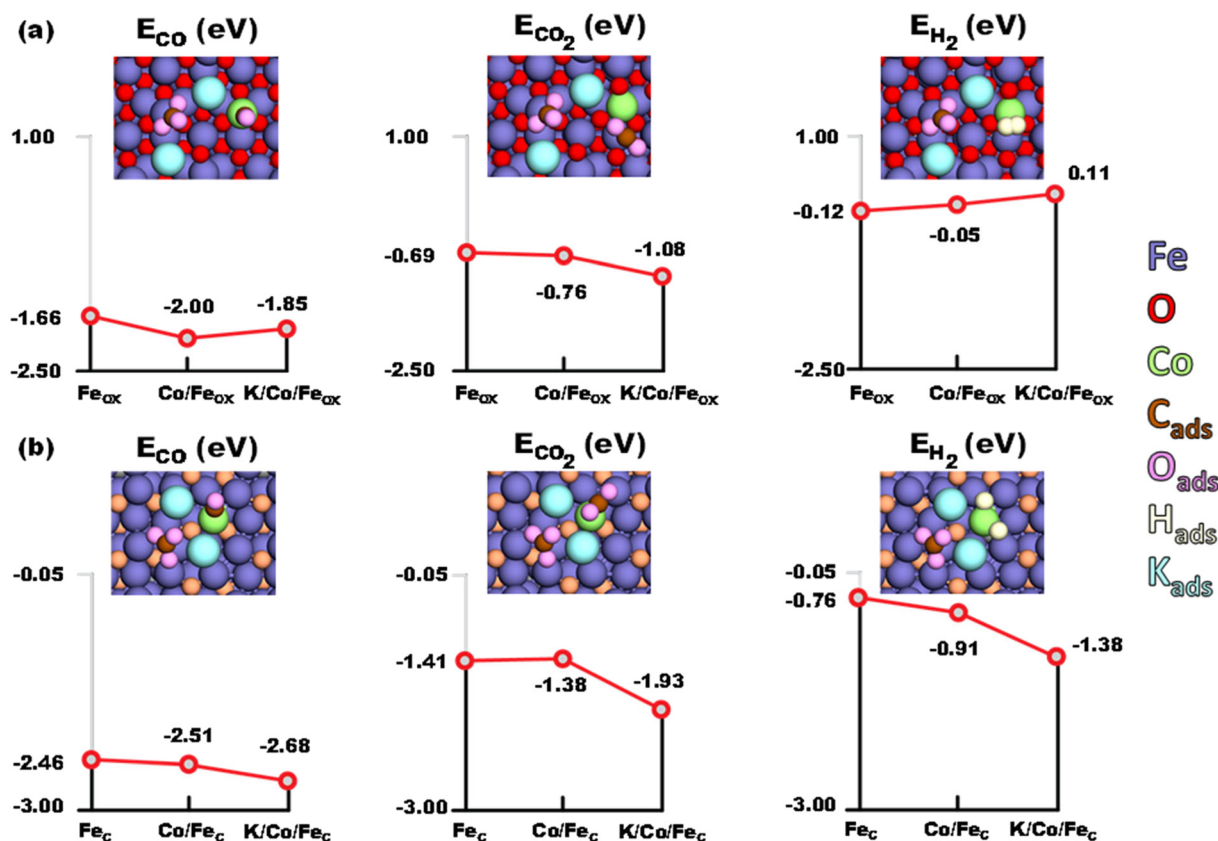 (a)
E_CO (eV)
1.00
-1.66
-2.00
-1.85
-2.50
Fe_OX Co/Fe_OX K/Co/Fe_OX
E_CO2 (eV)
1.00
-0.69
-0.76
-1.08
-2.50
Fe_OX Co/Fe_OX K/Co/Fe_OX
E_H2 (eV)
1.00
-0.12
-0.05
0.11
-2.50
Fe_OX Co/Fe_OX K/Co/Fe_OX
(b)
E_CO (eV)
-0.05
-2.46
-2.51
-2.68
-3.00
Fe_C Co/Fe_C K/Co/Fe_C
E_CO2 (eV)
-0.05
-1.41
-1.38
-1.93
-3.00
Fe_C Co/Fe_C K/Co/Fe_C
E_H2 (eV)
-0.05
-0.76
-0.91
-1.38
-3.00
Fe_C Co/Fe_C K/Co/Fe_C
Fe
O
Co
C_ads
O_ads
H_ads
K_ads